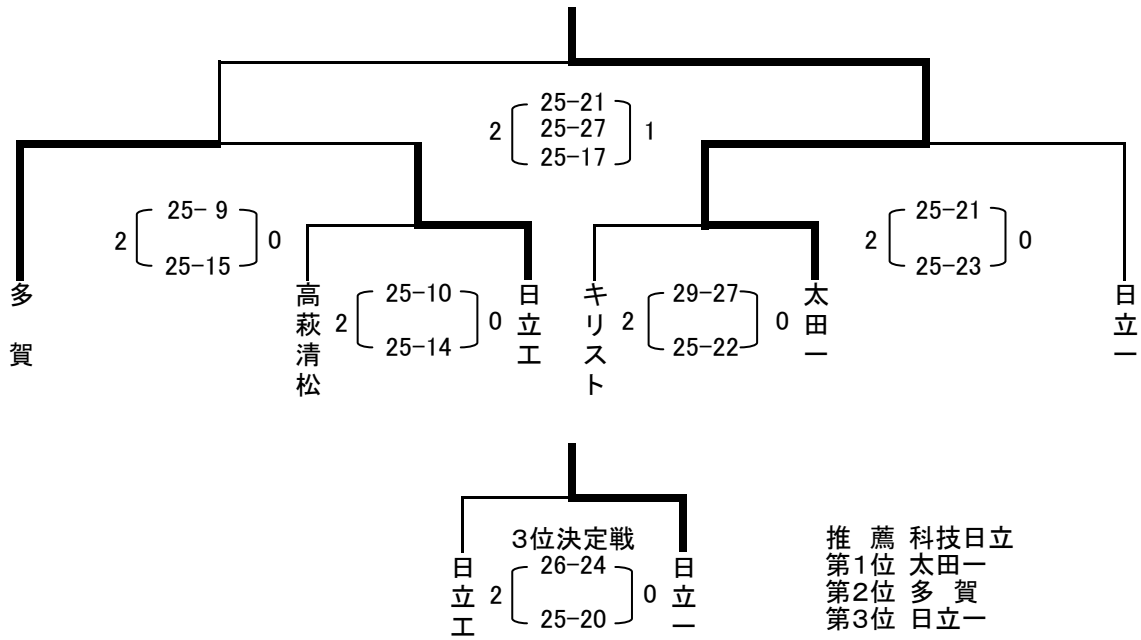 25-21
2 25-27 1
25-17
25- 9
2 0
25-15
25-21
2 0
25-23
多　賀
高萩清松
25-10
2 0
25-14
日立工
キリスト
29-27
2 0
25-22
太田一
日立一
3位決定戦
日立工
26-24
2 0
25-20
日立一
推　薦 科技日立
第1位 太田一
第2位 多　賀
第3位 日立一